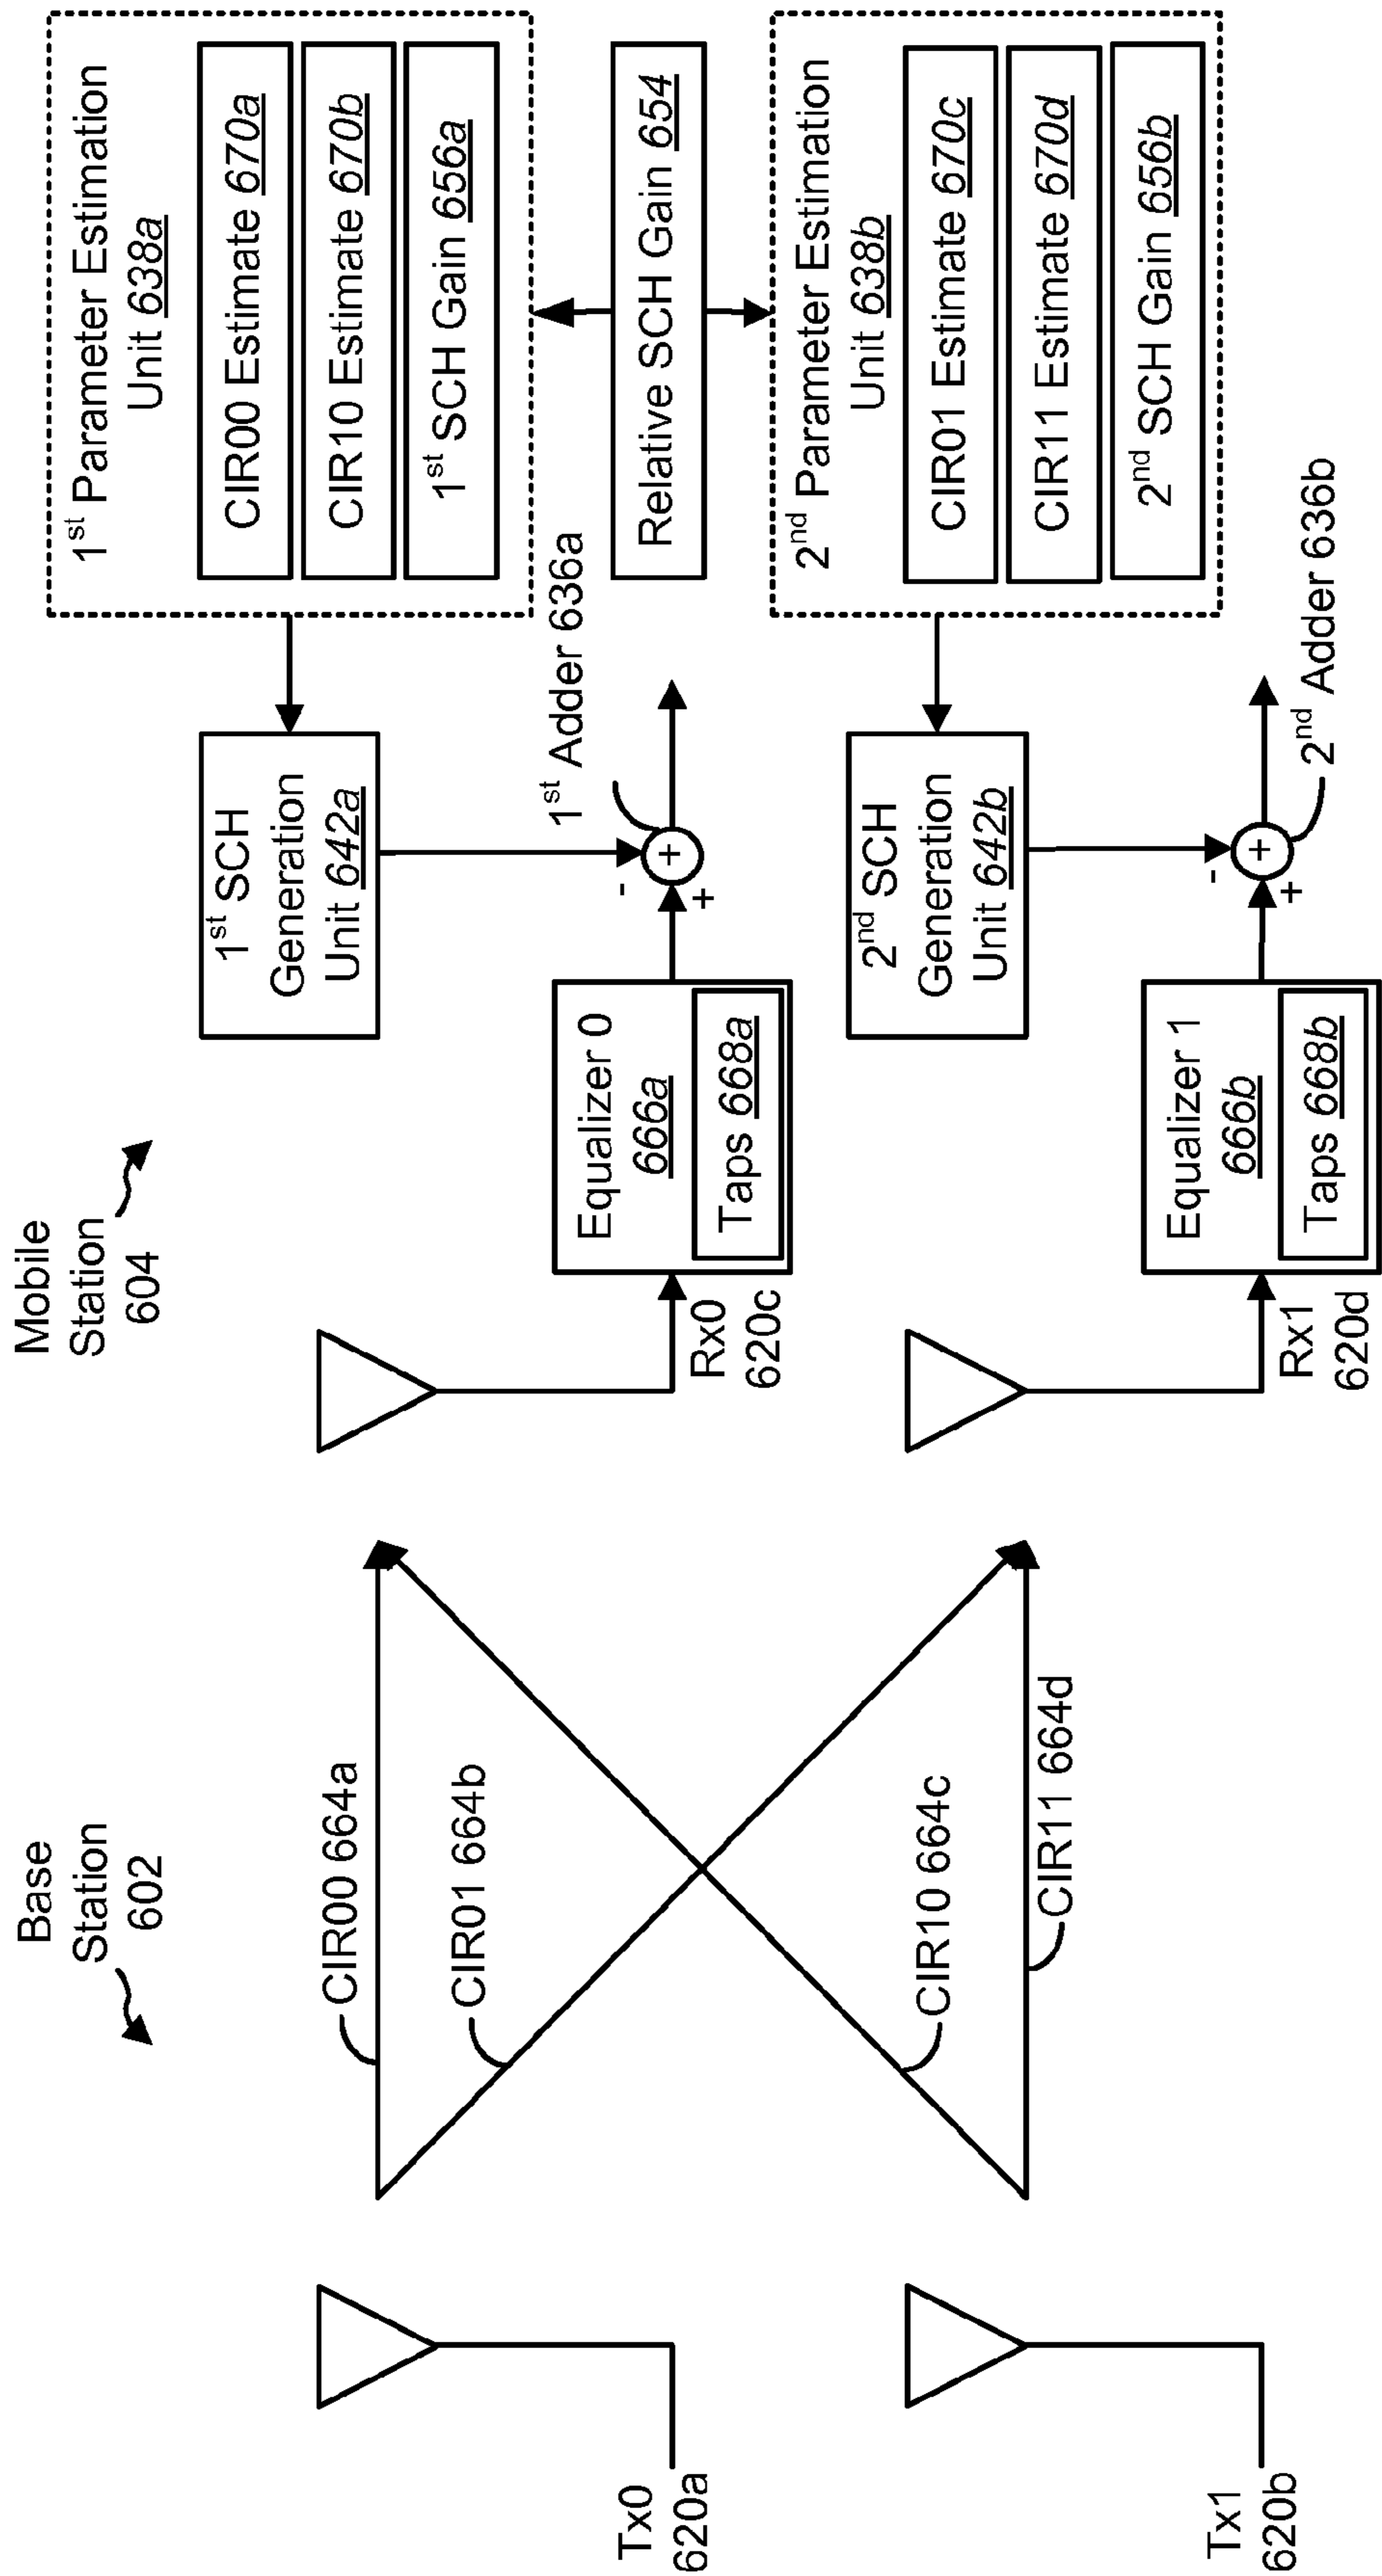 Base
Station
602
Mobile
Station
604
Tx0
620a
Tx1
620b
CIR00 664a
CIR01 664b
CIR10 664c
CIR11 664d
Rx0
620c
Rx1
620d
Equalizer 0
666a
Taps 668a
Equalizer 1
666b
Taps 668b
1st SCH
Generation
Unit 642a
-
+
+
1st Adder 636a
2nd SCH
Generation
Unit 642b
-
+
+
2nd Adder 636b
1st Parameter Estimation
Unit 638a
CIR00 Estimate 670a
CIR10 Estimate 670b
1st SCH Gain 656a
Relative SCH Gain 654
2nd Parameter Estimation
Unit 638b
CIR01 Estimate 670c
CIR11 Estimate 670d
2nd SCH Gain 656b